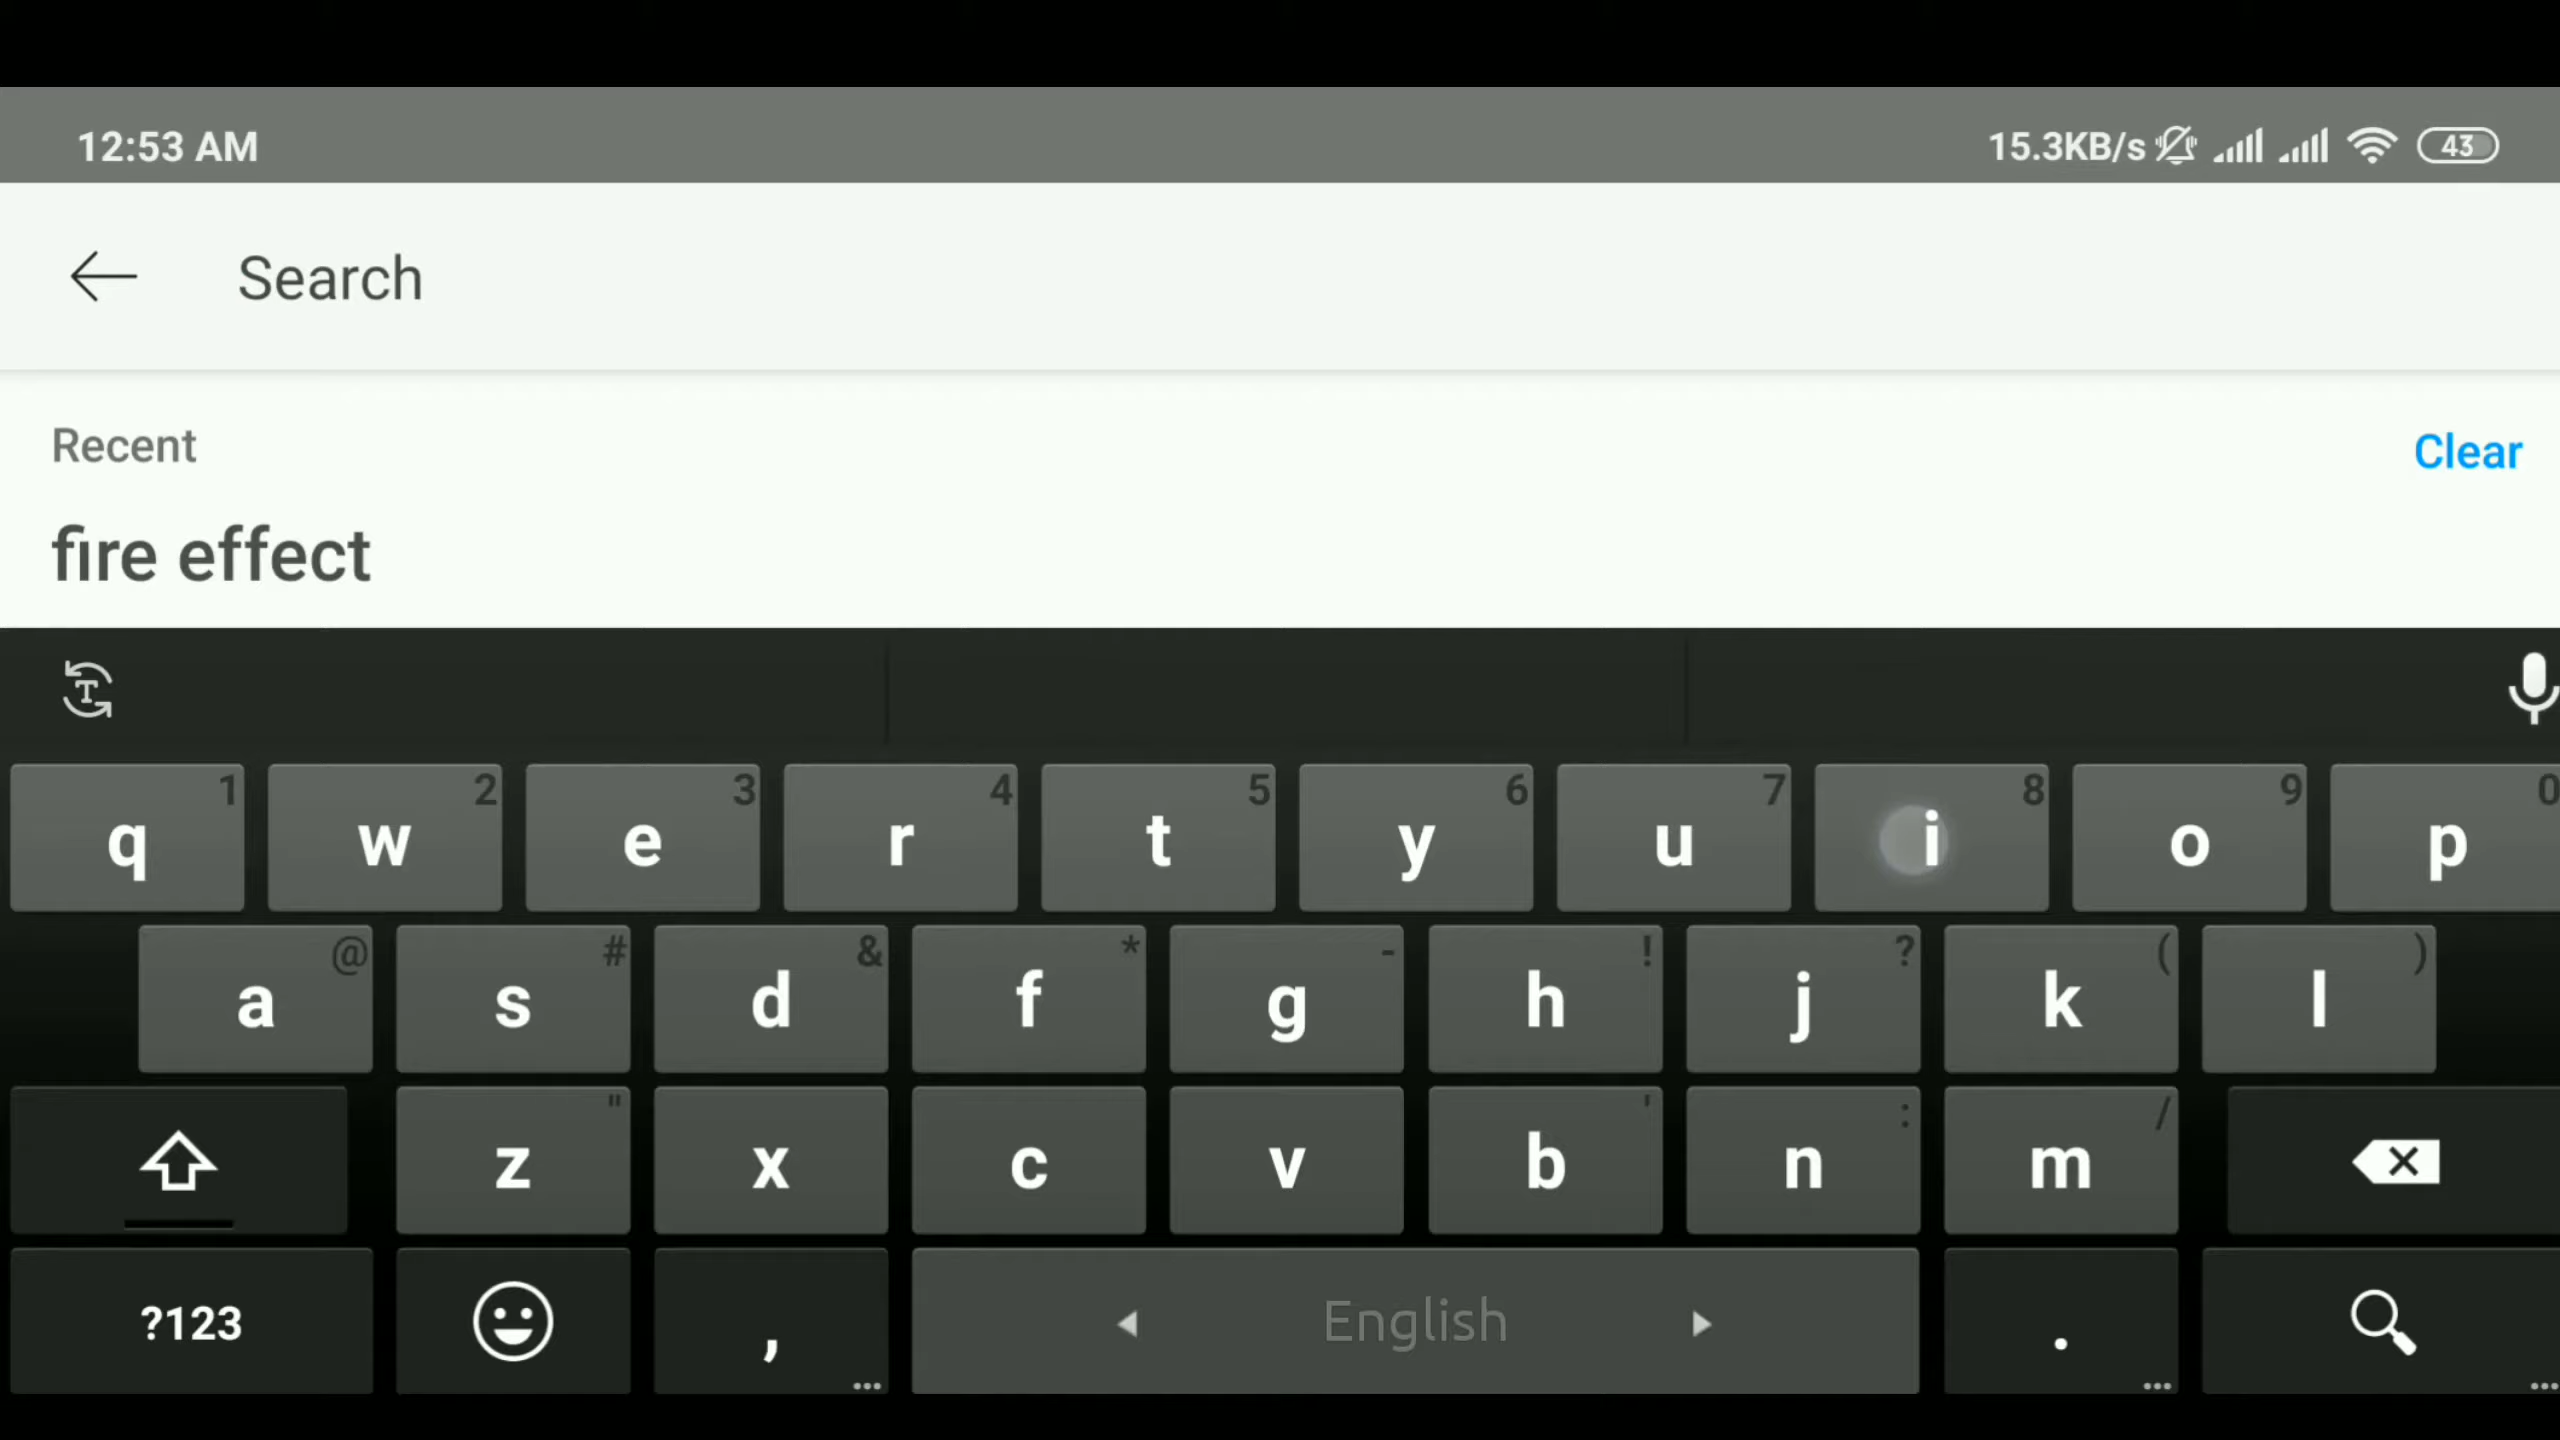 12:53 AM 15.3KB/s 43
Search
Recent Clear
fire effect
q 1 w 2 e 3 r 4 t 5 y 6 u 7 i 8 o 9 p 0
a @ s # d & f * g - h ! j ? k ( l )
z " x c v b ' n : m /
?123 , English .